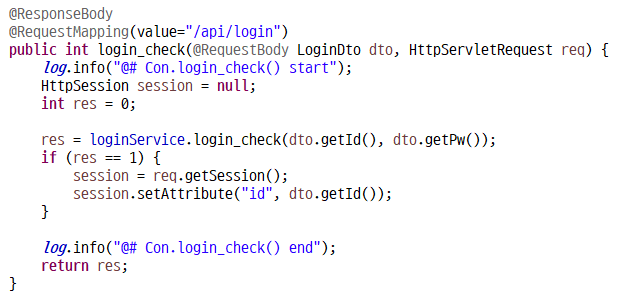 @ResponseBody
@RequestMapping(value="/api/login")
public int login_check(@RequestBody LoginDto dto, HttpServletRequest req) {
    log.info("@# Con.login_check() start");
    HttpSession session = null;
    int res = 0;

    res = loginService.login_check(dto.getId(), dto.getPw());
    if (res == 1) {
        session = req.getSession();
        session.setAttribute("id", dto.getId());
    }

    log.info("@# Con.login_check() end");
    return res;
}